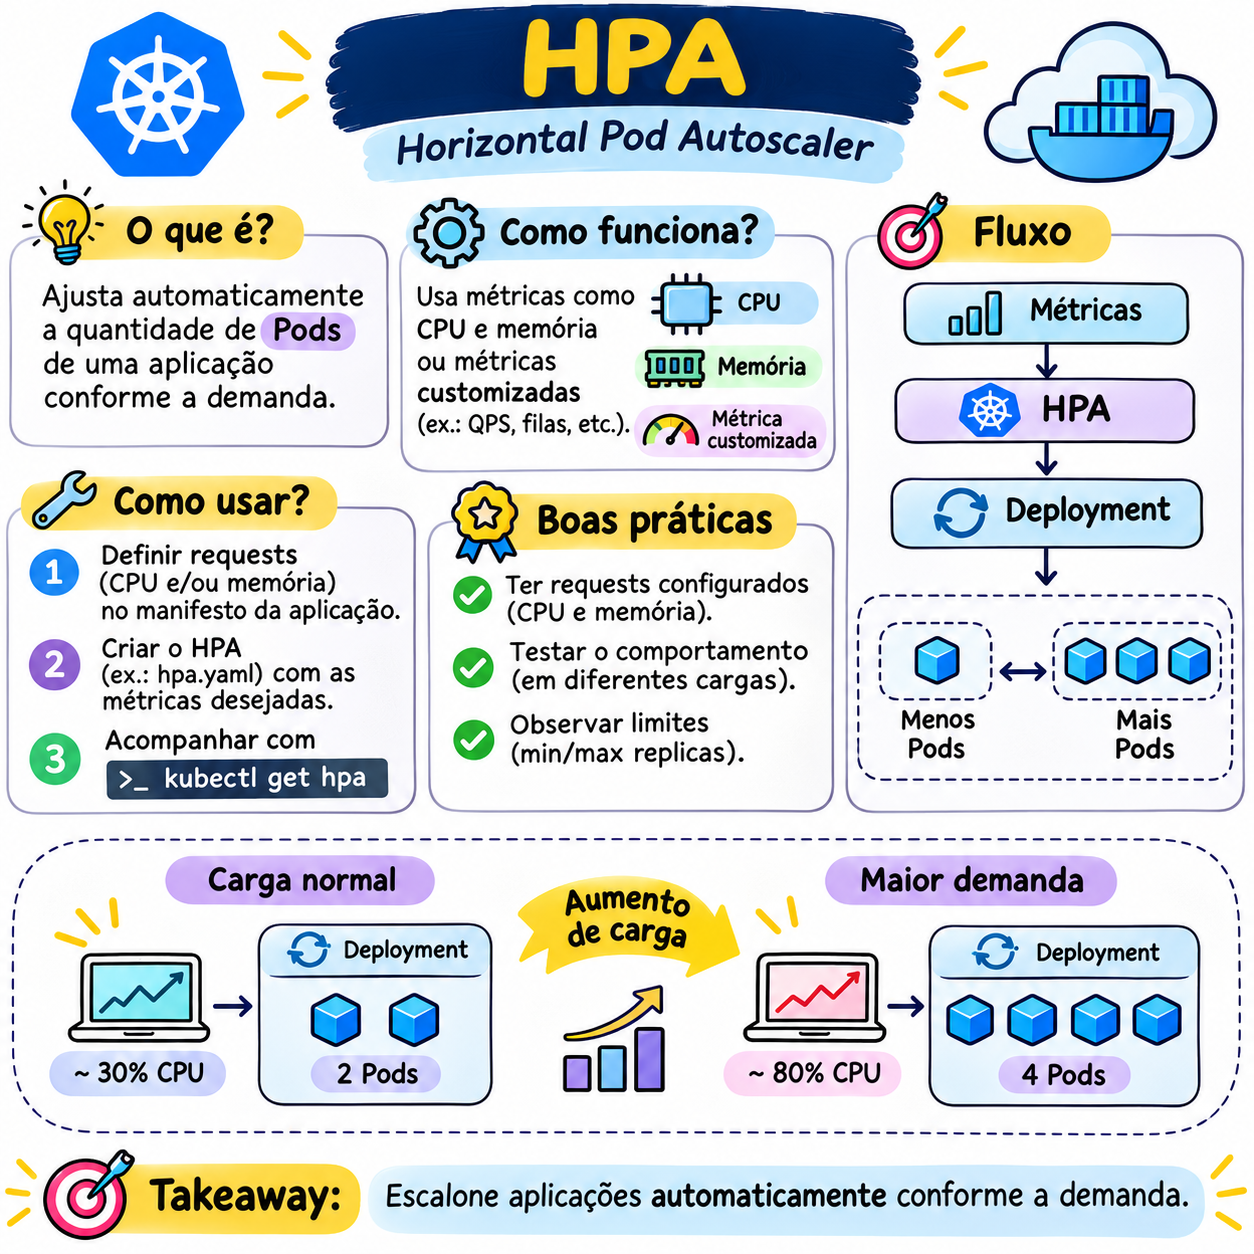 HPA
Horizontal Pod Autoscaler
O que é?
Ajusta automaticamente
a quantidade de Pods
de uma aplicação
conforme a demanda.
Como funciona?
Usa métricas como
CPU e memória
ou métricas
customizadas
(ex.: QPS, filas, etc.).
CPU
Memória
Métrica
customizada
Fluxo
Métricas
HPA
Deployment
Menos
Pods
Mais
Pods
Como usar?
1
Definir requests
(CPU e/ou memória)
no manifesto da aplicação.
2
Criar o HPA
(ex.: hpa.yaml) com as
métricas desejadas.
3
Acompanhar com
>_ kubectl get hpa
Boas práticas
Ter requests configurados
(CPU e memória).
Testar o comportamento
(em diferentes cargas).
Observar limites
(min/max replicas).
Carga normal
~ 30% CPU
Deployment
2 Pods
Aumento
de carga
Maior demanda
~ 80% CPU
Deployment
4 Pods
Takeaway:
Escalone aplicações automaticamente conforme a demanda.